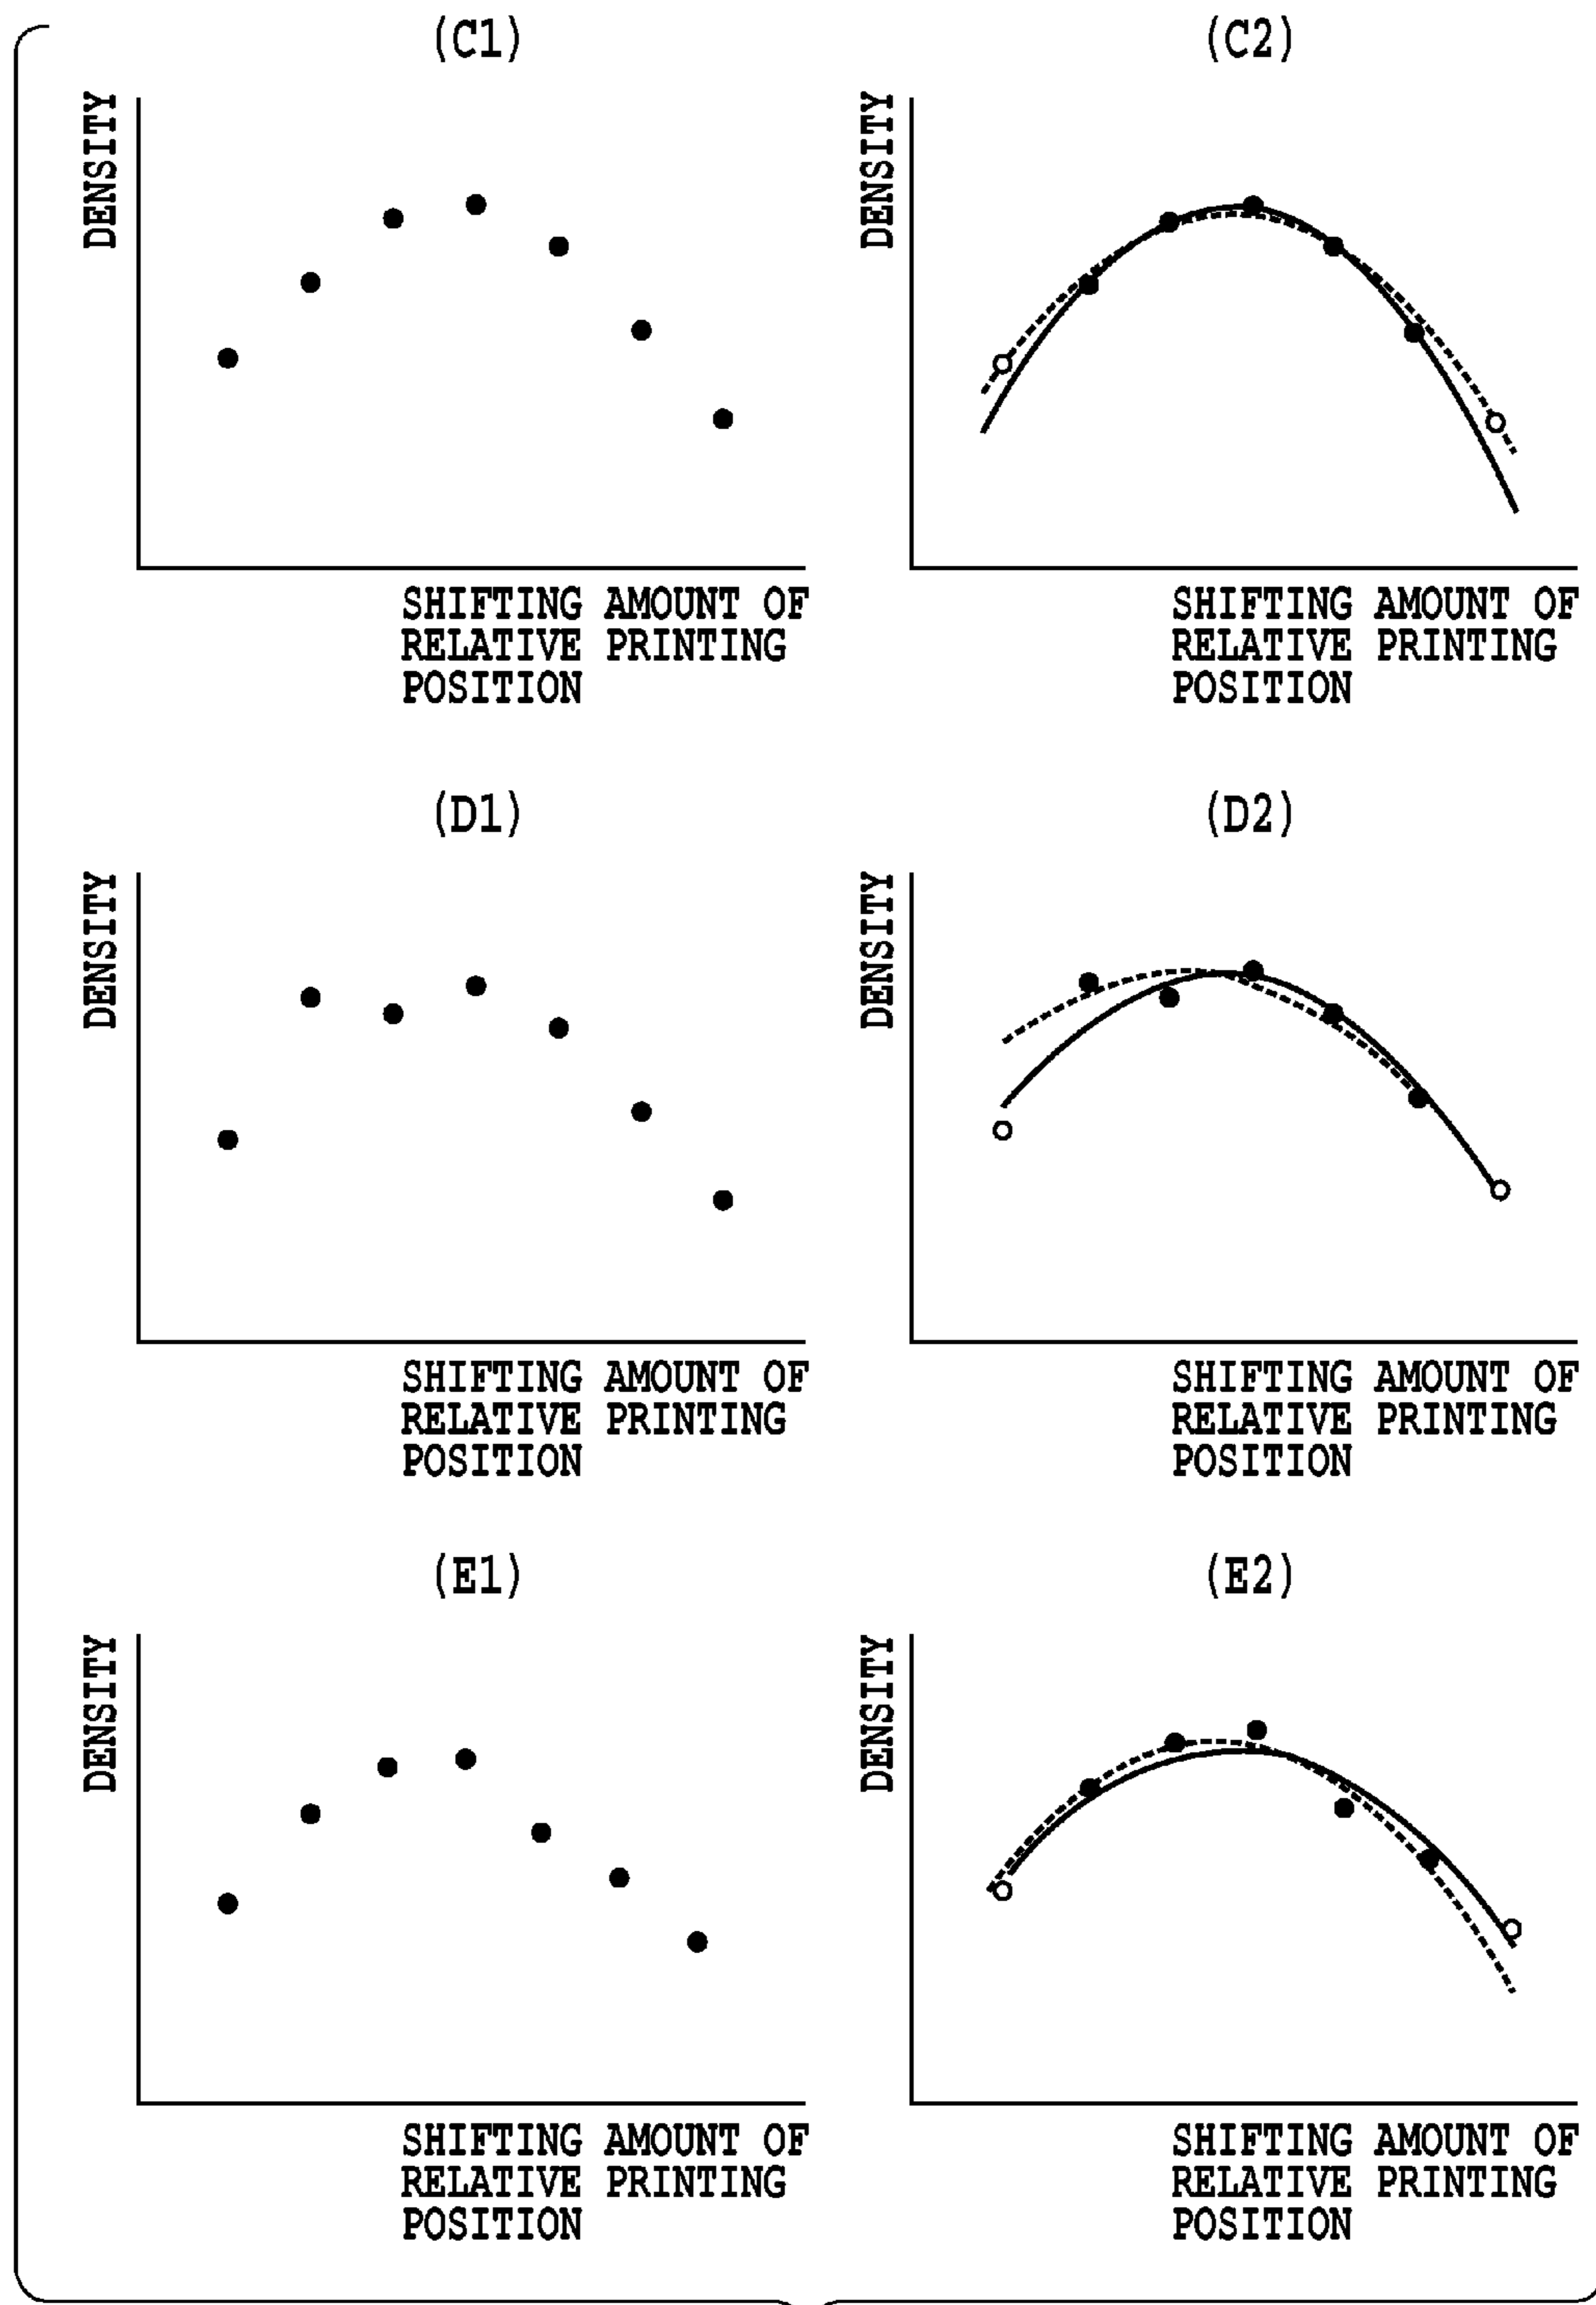 (C1)
DENSITY
SHIFTING AMOUNT OF
RELATIVE PRINTING
POSITION
(C2)
DENSITY
SHIFTING AMOUNT OF
RELATIVE PRINTING
POSITION
(D1)
DENSITY
SHIFTING AMOUNT OF
RELATIVE PRINTING
POSITION
(D2)
DENSITY
SHIFTING AMOUNT OF
RELATIVE PRINTING
POSITION
(E1)
DENSITY
SHIFTING AMOUNT OF
RELATIVE PRINTING
POSITION
(E2)
DENSITY
SHIFTING AMOUNT OF
RELATIVE PRINTING
POSITION